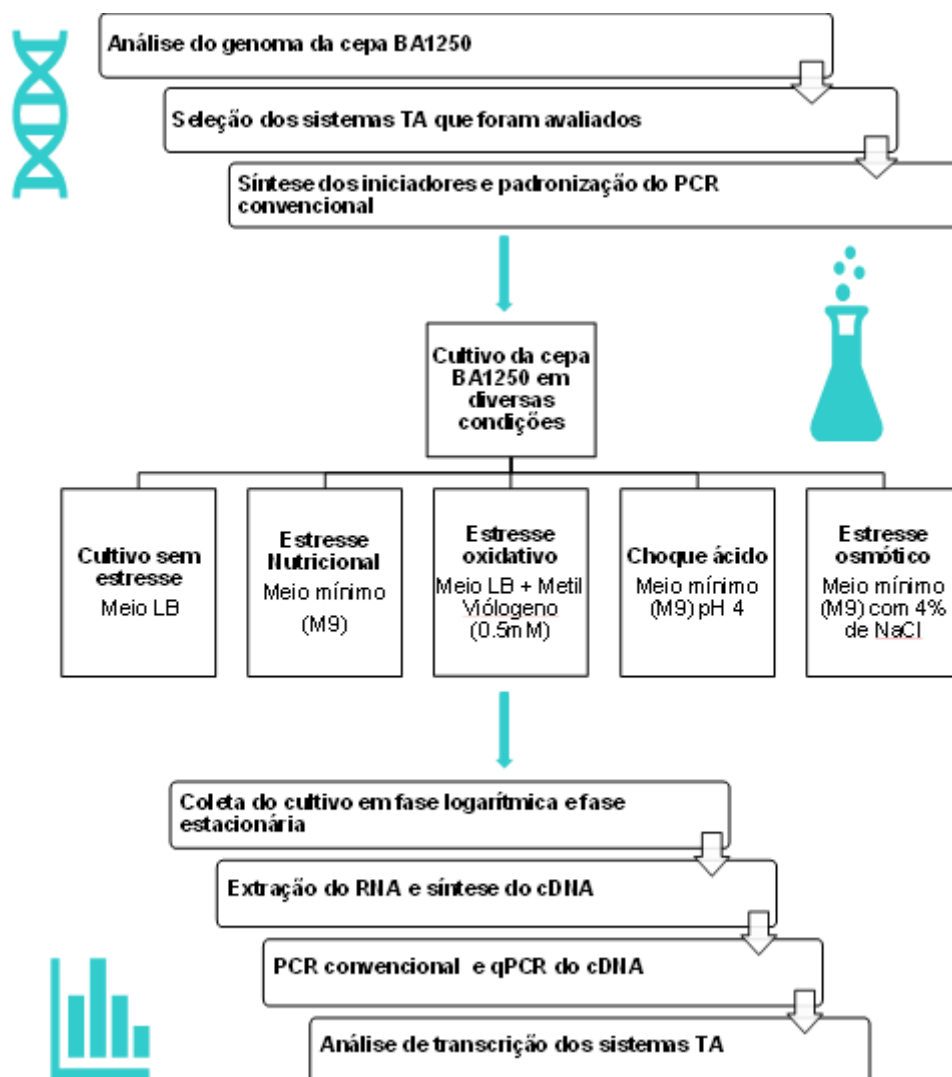 Análise do genoma da cepa BA1250
Seleção dos sistemas TA que foram avaliados
Síntese dos iniciadores e padronização do PCR
convencional
Cultivo da cepa
BA1250 em
diversas
condições
Cultivo sem
estresse
Meio LB
Estresse
Nutricional
Meio mínimo
(M9)
Estresse
oxidativo
Meio LB + Metil
Viólogeno
(0.5mM)
Choque ácido
Meio mínimo
(M9) pH 4
Estresse
osmótico
Meio mínimo
(M9) com 4%
de NaCl
Coleta do cultivo em fase logarítmica e fase
estacionária
Extração do RNA e síntese do cDNA
PCR convencional e qPCR do cDNA
Análise de transcrição dos sistemas TA